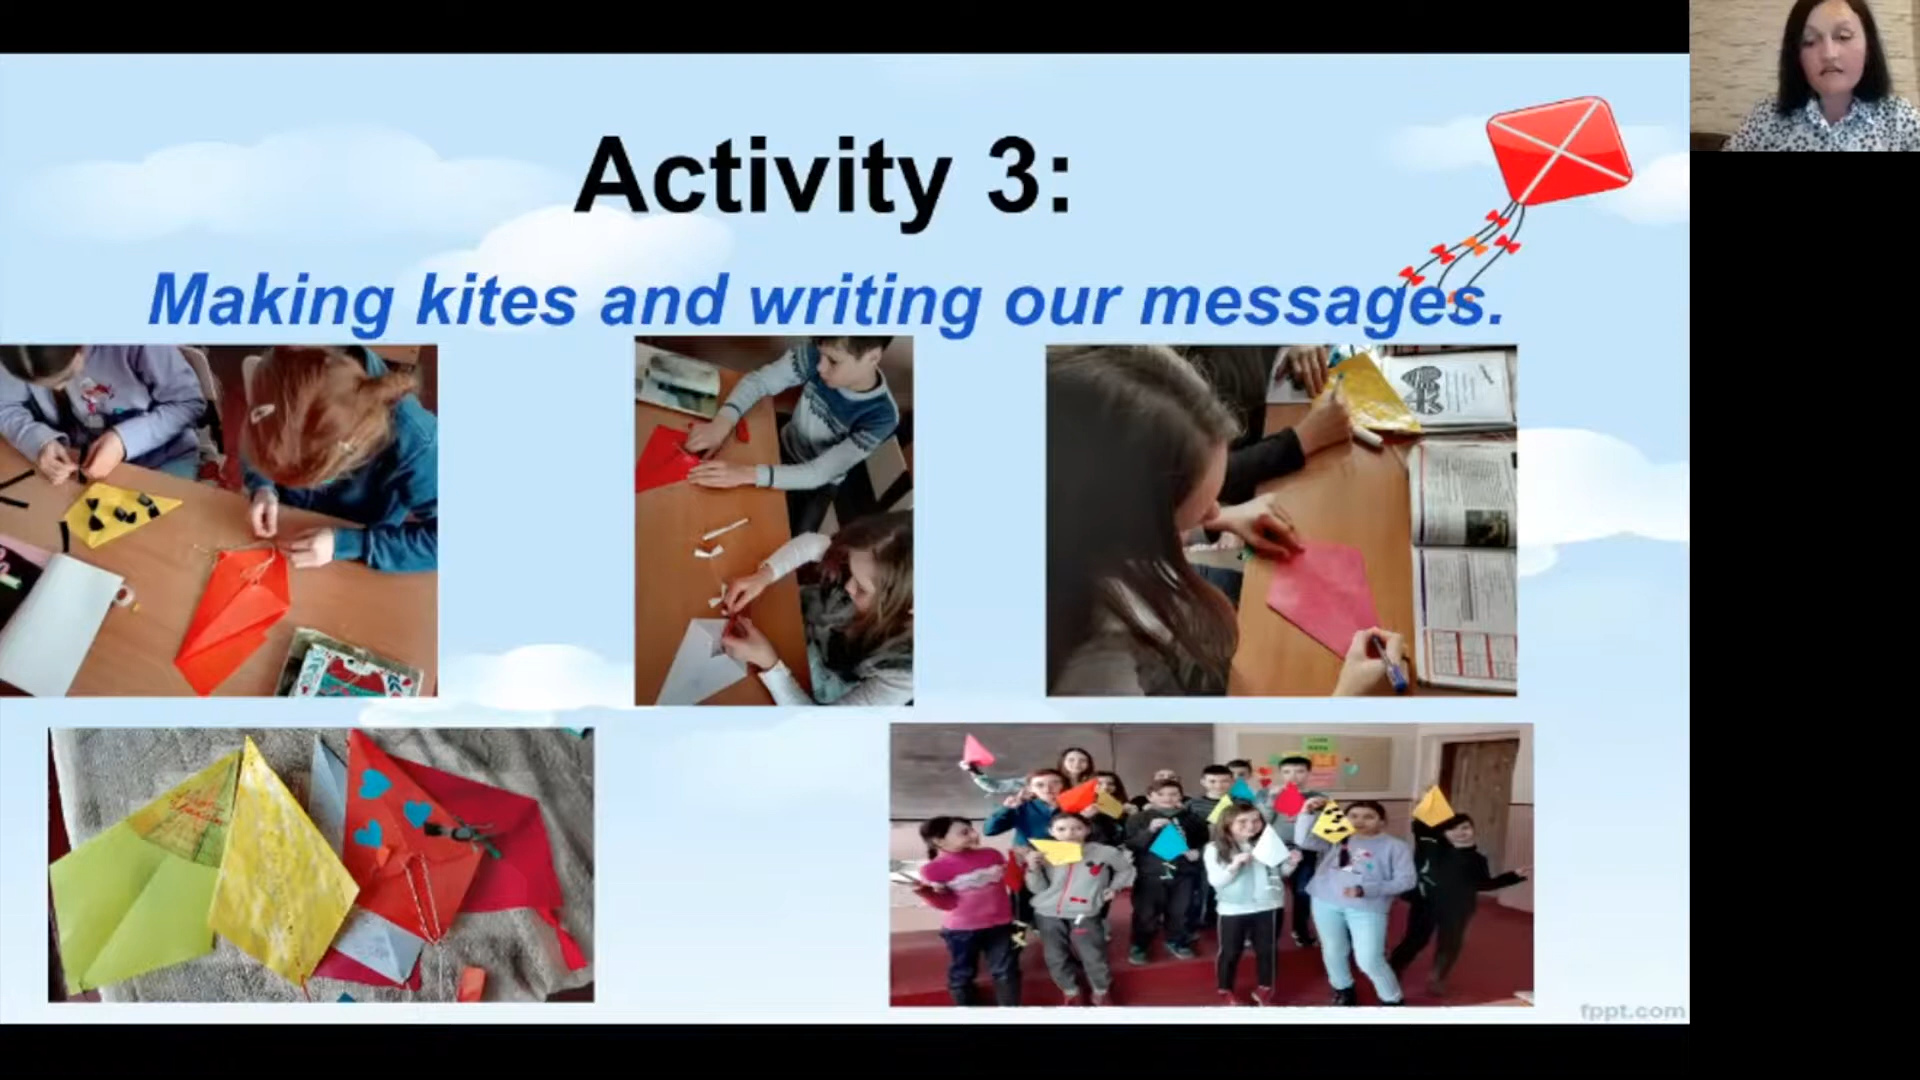 Activity 3:
Making kites and writing our messages.
fppt.com